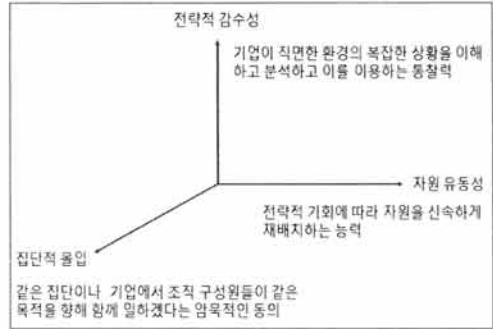 전략적 감수성
기업이 직면한 환경의 복잡한 상황을 이해
하고 분석하고 이를 이용하는 통찰력
자원 유동성
전략적 기회에 따라 자원을 신속하게
재배치하는 능력
집단적 몰입
같은 집단이나 기업에서 조직 구성원들이 같은
목적을 향해 함께 일하겠다는 암묵적인 동의